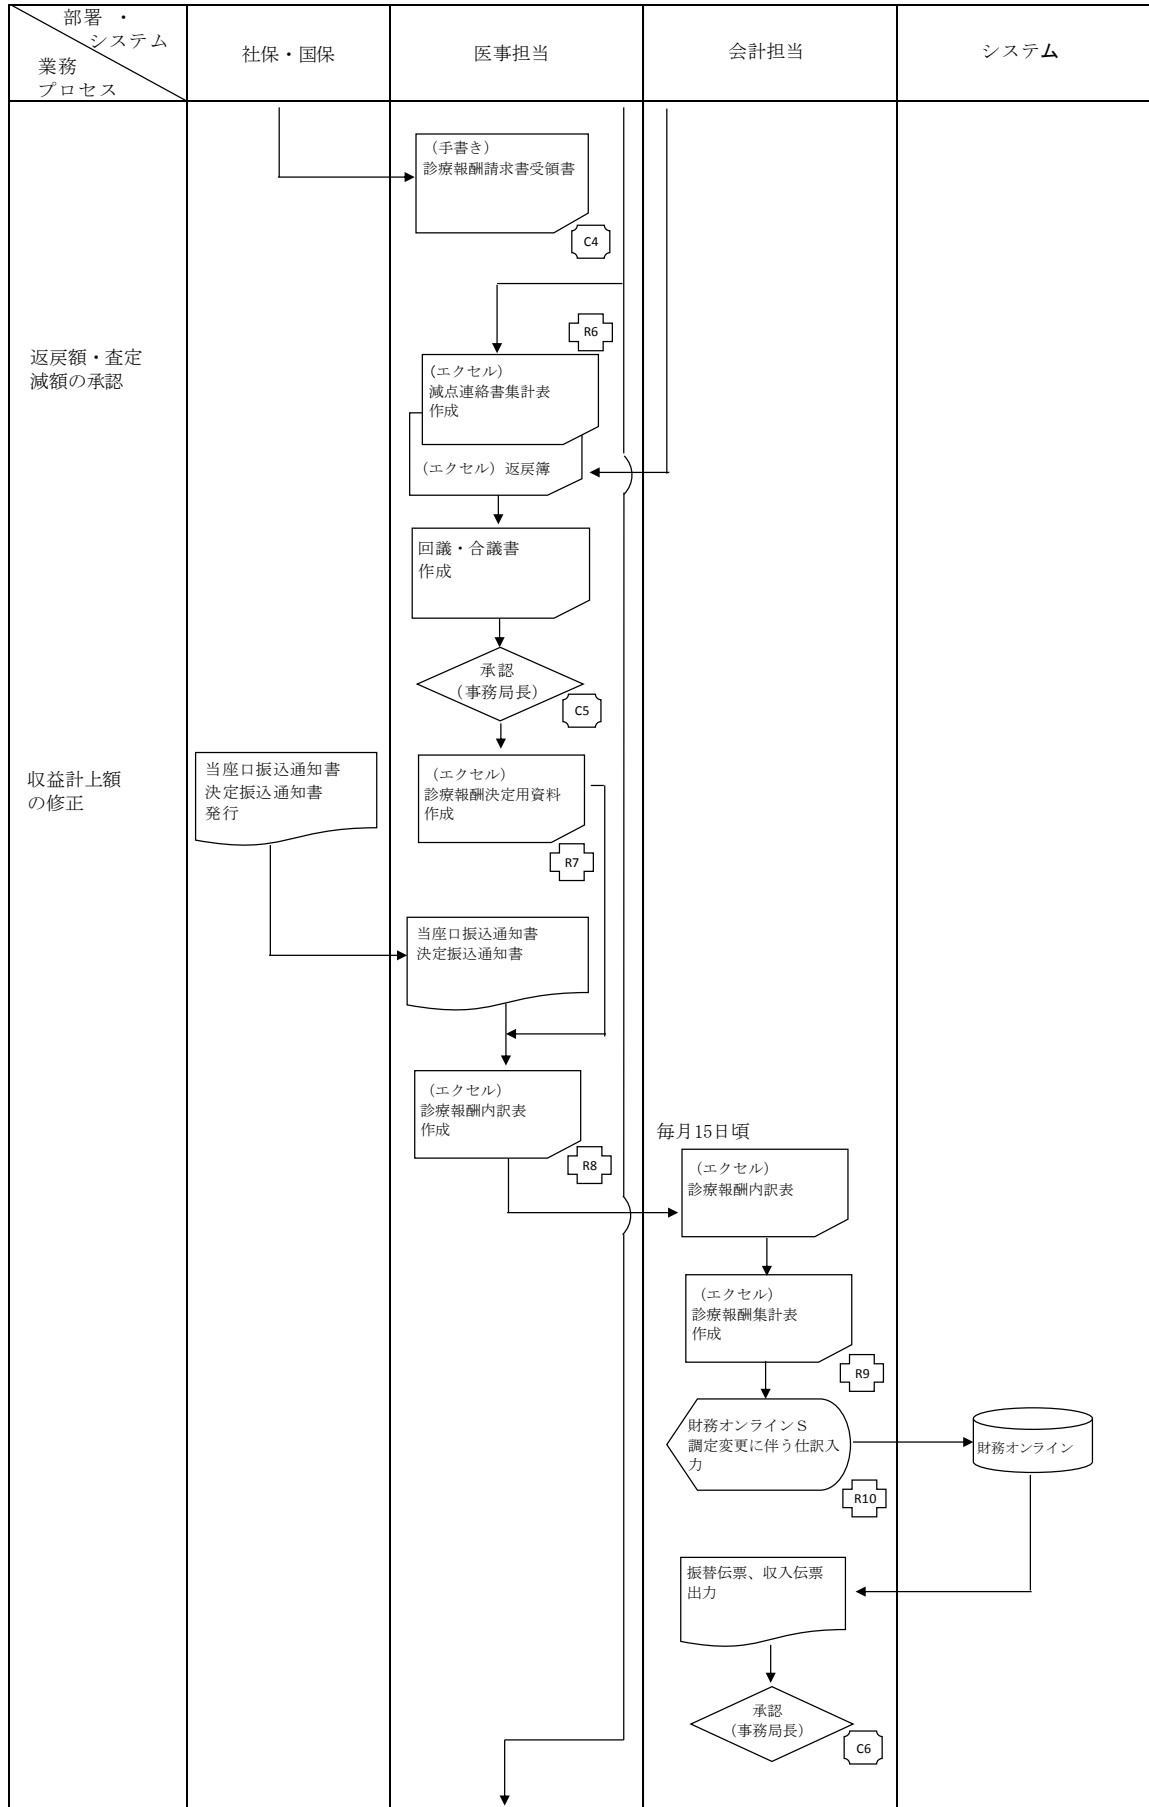 部署 ・
システム
業務
プロセス
社保・国保
医事担当
会計担当
システム
（手書き）
診療報酬請求書受領書
C4
R6
返戻額・査定
減額の承認
（エクセル）
減点連絡書集計表
作成
（エクセル）返戻簿
回議・合議書
作成
承認
（事務局長）
C5
収益計上額
の修正
当座口振込通知書
決定振込通知書
発行
（エクセル）
診療報酬決定用資料
作成
R7
当座口振込通知書
決定振込通知書
（エクセル）
診療報酬内訳表
作成
R8
毎月15日頃
（エクセル）
診療報酬内訳表
（エクセル）
診療報酬集計表
作成
R9
財務オンラインＳ
調定変更に伴う仕訳入
力
R10
財務オンライン
振替伝票、収入伝票
出力
承認
（事務局長）
C6